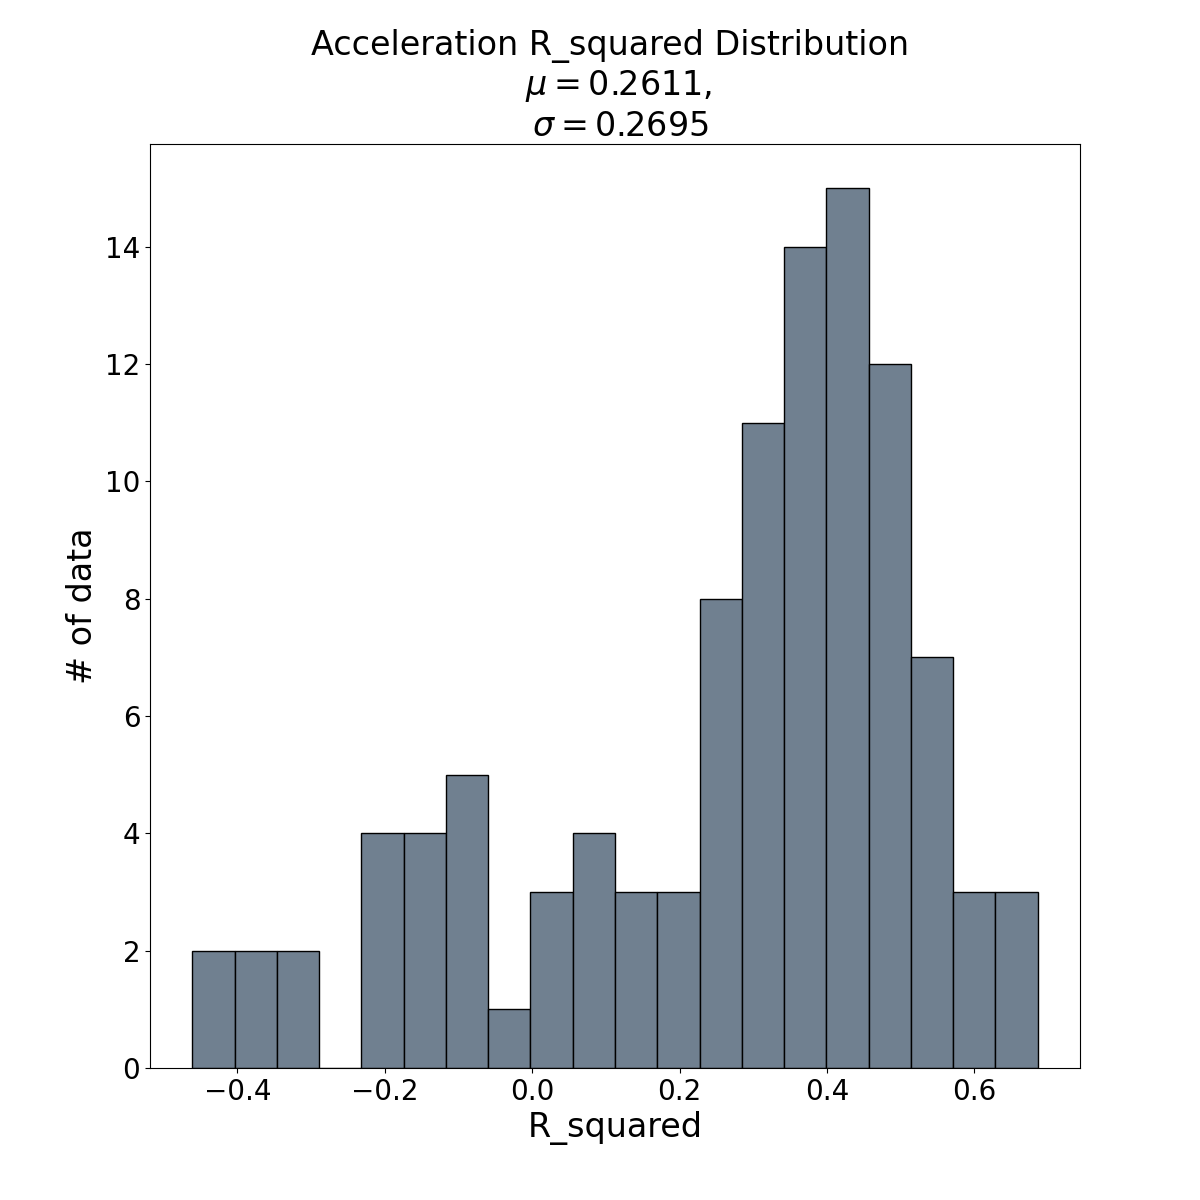 Acceleration R_squared Distribution
μ = 0.2611,
σ = 0.2695
14
12
10
8
6
4
2
0
# of data
−0.4
−0.2
0.0
0.2
0.4
0.6
R_squared